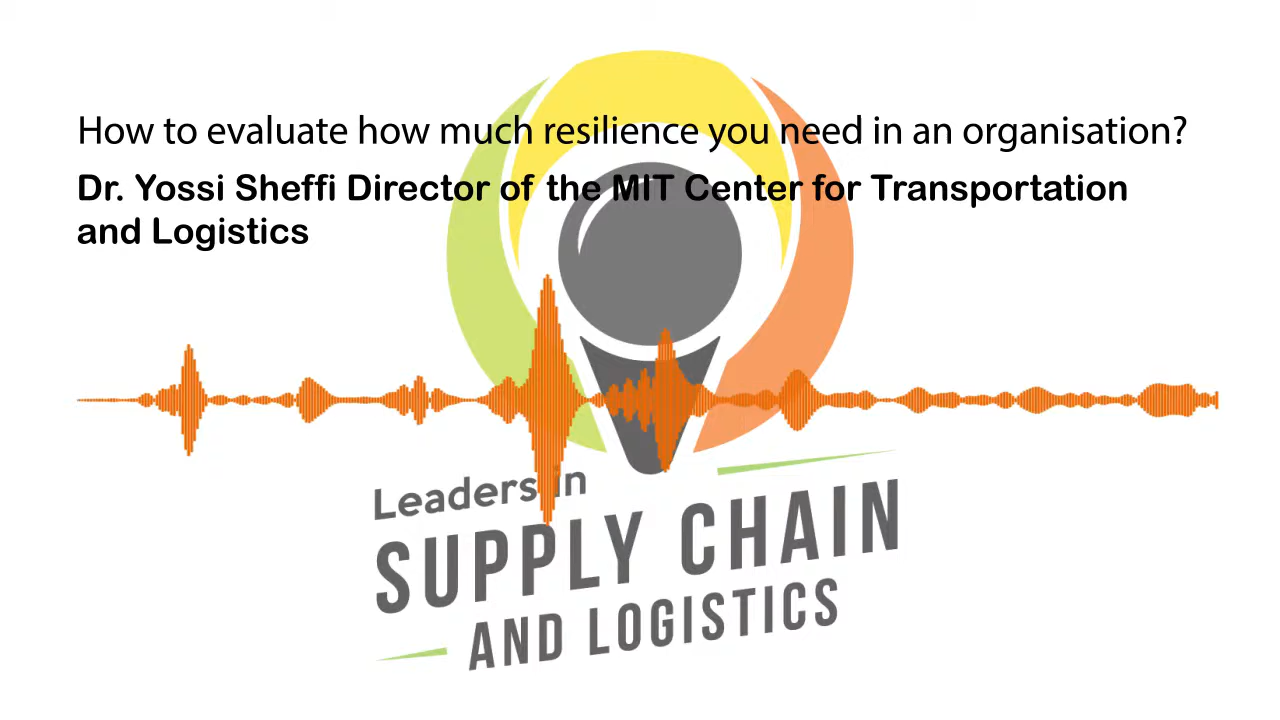 How to evaluate how much resilience you need in an organisation?
Dr. Yossi Sheffi Director of the MIT Center for Transportation
and Logistics
Leaders in
SUPPLY CHAIN
AND LOGISTICS